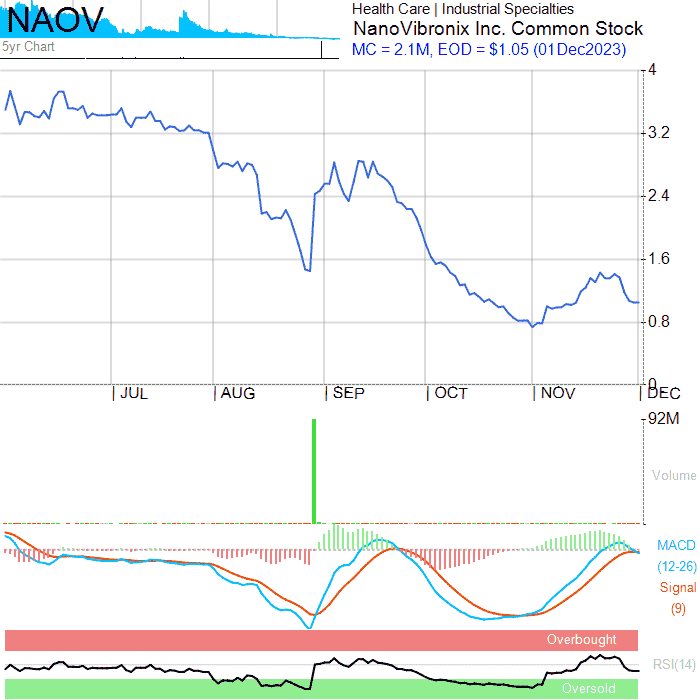 NAOV
5yr Chart
Health Care | Industrial Specialties
NanoVibronix Inc. Common Stock
MC = 2.1M, EOD = $1.05 (01Dec2023)
4
3.2
2.4
1.6
0.8
0
JUL AUG SEP OCT NOV DEC
92M
Volume
MACD
(12-26)
Signal
(9)
Overbought
RSI(14)
Oversold